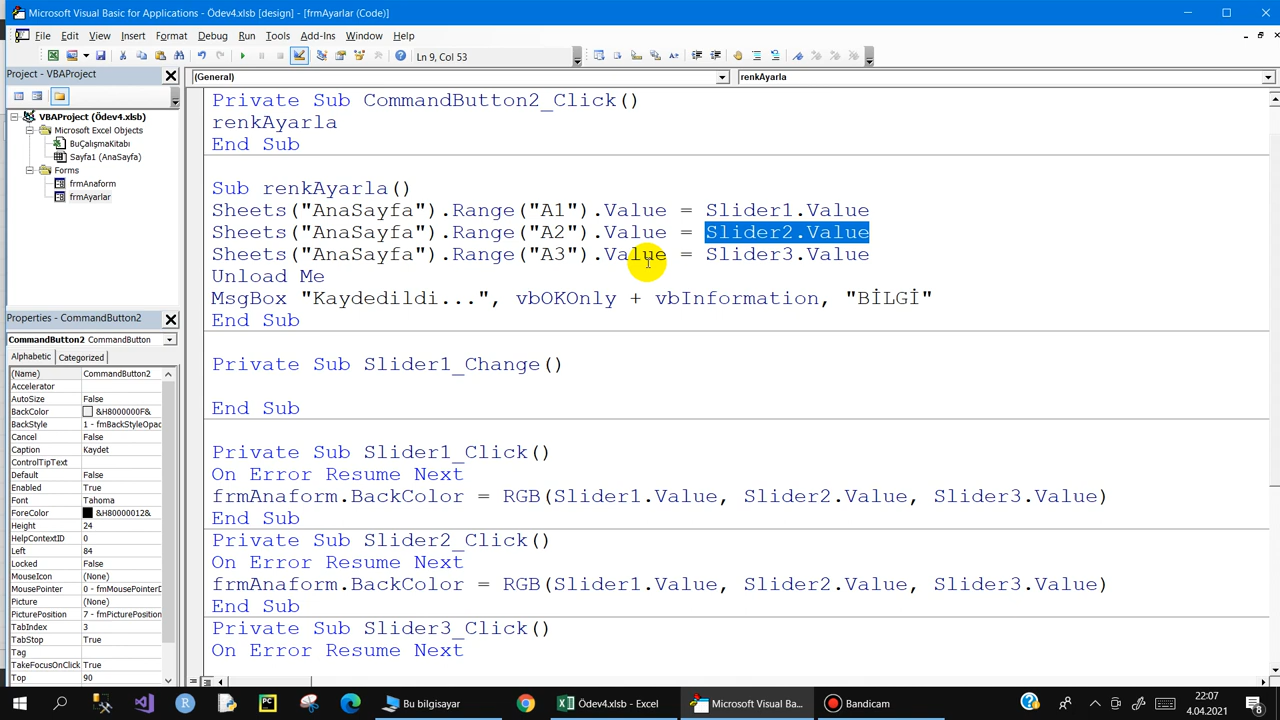 Microsoft Visual Basic for Applications - Ödev4.xlsb [design] - [frmAyarlar (Code)]
File Edit View Insert Format Debug Run Tools Add-Ins Window Help
Ln 9, Col 53
Project - VBAProject
VBAProject (Ödev4.xlsb)
Microsoft Excel Objects
BuÇalışmaKitabı
Sayfa1 (AnaSayfa)
Forms
frmAnaform
frmAyarlar
Properties - CommandButton2
CommandButton2 CommandButton
Alphabetic Categorized
(Name) CommandButton2
Accelerator
AutoSize False
BackColor &H8000000F&
BackStyle 1 - fmBackStyleOpac
Cancel False
Caption Kaydet
ControlTipText
Default False
Enabled True
Font Tahoma
ForeColor &H80000012&
Height 24
HelpContextID 0
Left 84
Locked False
MouseIcon (None)
MousePointer 0 - fmMousePointerD
Picture (None)
PicturePosition 7 - fmPicturePosition
TabIndex 3
TabStop True
Tag
TakeFocusOnClick True
Top 90
(General) renkAyarla
Private Sub CommandButton2_Click()
renkAyarla
End Sub
Sub renkAyarla()
Sheets("AnaSayfa").Range("A1").Value = Slider1.Value
Sheets("AnaSayfa").Range("A2").Value = Slider2.Value
Sheets("AnaSayfa").Range("A3").Value = Slider3.Value
Unload Me
MsgBox "Kaydedildi...", vbOKOnly + vbInformation, "BİLGİ"
End Sub
Private Sub Slider1_Change()
End Sub
Private Sub Slider1_Click()
On Error Resume Next
frmAnaform.BackColor = RGB(Slider1.Value, Slider2.Value, Slider3.Value)
End Sub
Private Sub Slider2_Click()
On Error Resume Next
frmAnaform.BackColor = RGB(Slider1.Value, Slider2.Value, Slider3.Value)
End Sub
Private Sub Slider3_Click()
On Error Resume Next
Bu bilgisayar
Ödev4.xlsb - Excel
Microsoft Visual Ba...
Bandicam
22:07
4.04.2021
8